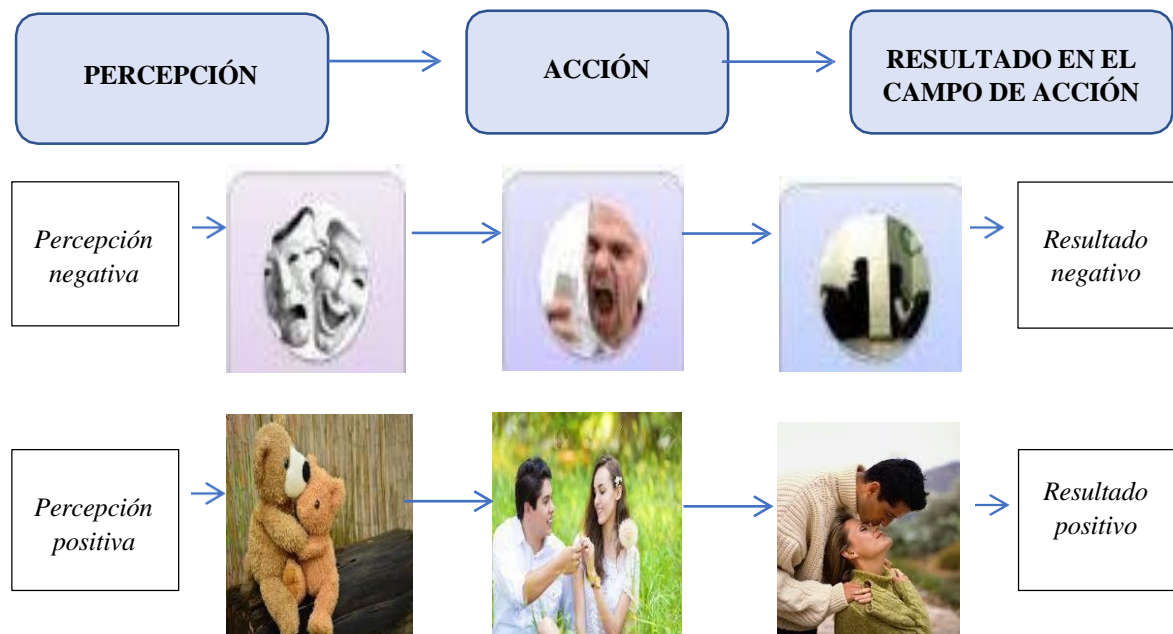 PERCEPCIÓN
ACCIÓN
RESULTADO EN EL
CAMPO DE ACCIÓN
Percepción
negativa
Resultado
negativo
Percepción
positiva
Resultado
positivo